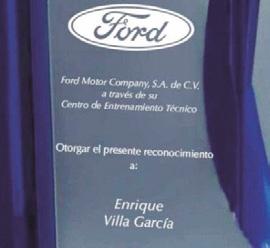 Ford
Ford Motor Company, S.A. de C.V.
a través de su
Centro de Entrenamiento Técnico
Otorgar el presente reconocimiento
a:
Enrique
Villa García